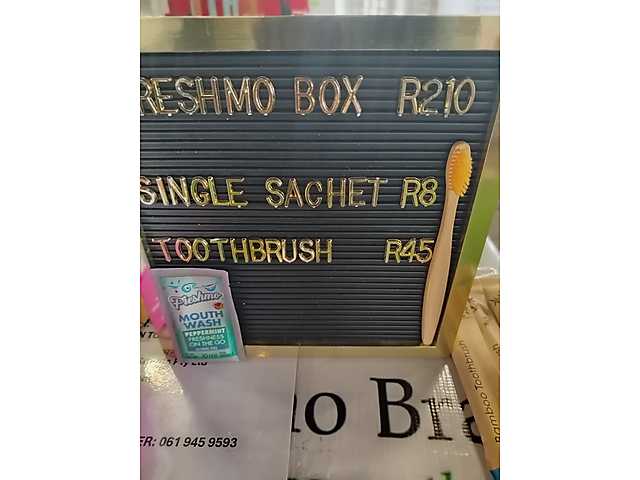 RESHMO BOX R210
SINGLE SACHET R8
TOOTHBRUSH R45
Freshmo
MOUTH
WASH
PEPPERMINT
FRESHNESS
ON THE GO
Bamboo Toothbrush
o Br
ER: 061 945 9593